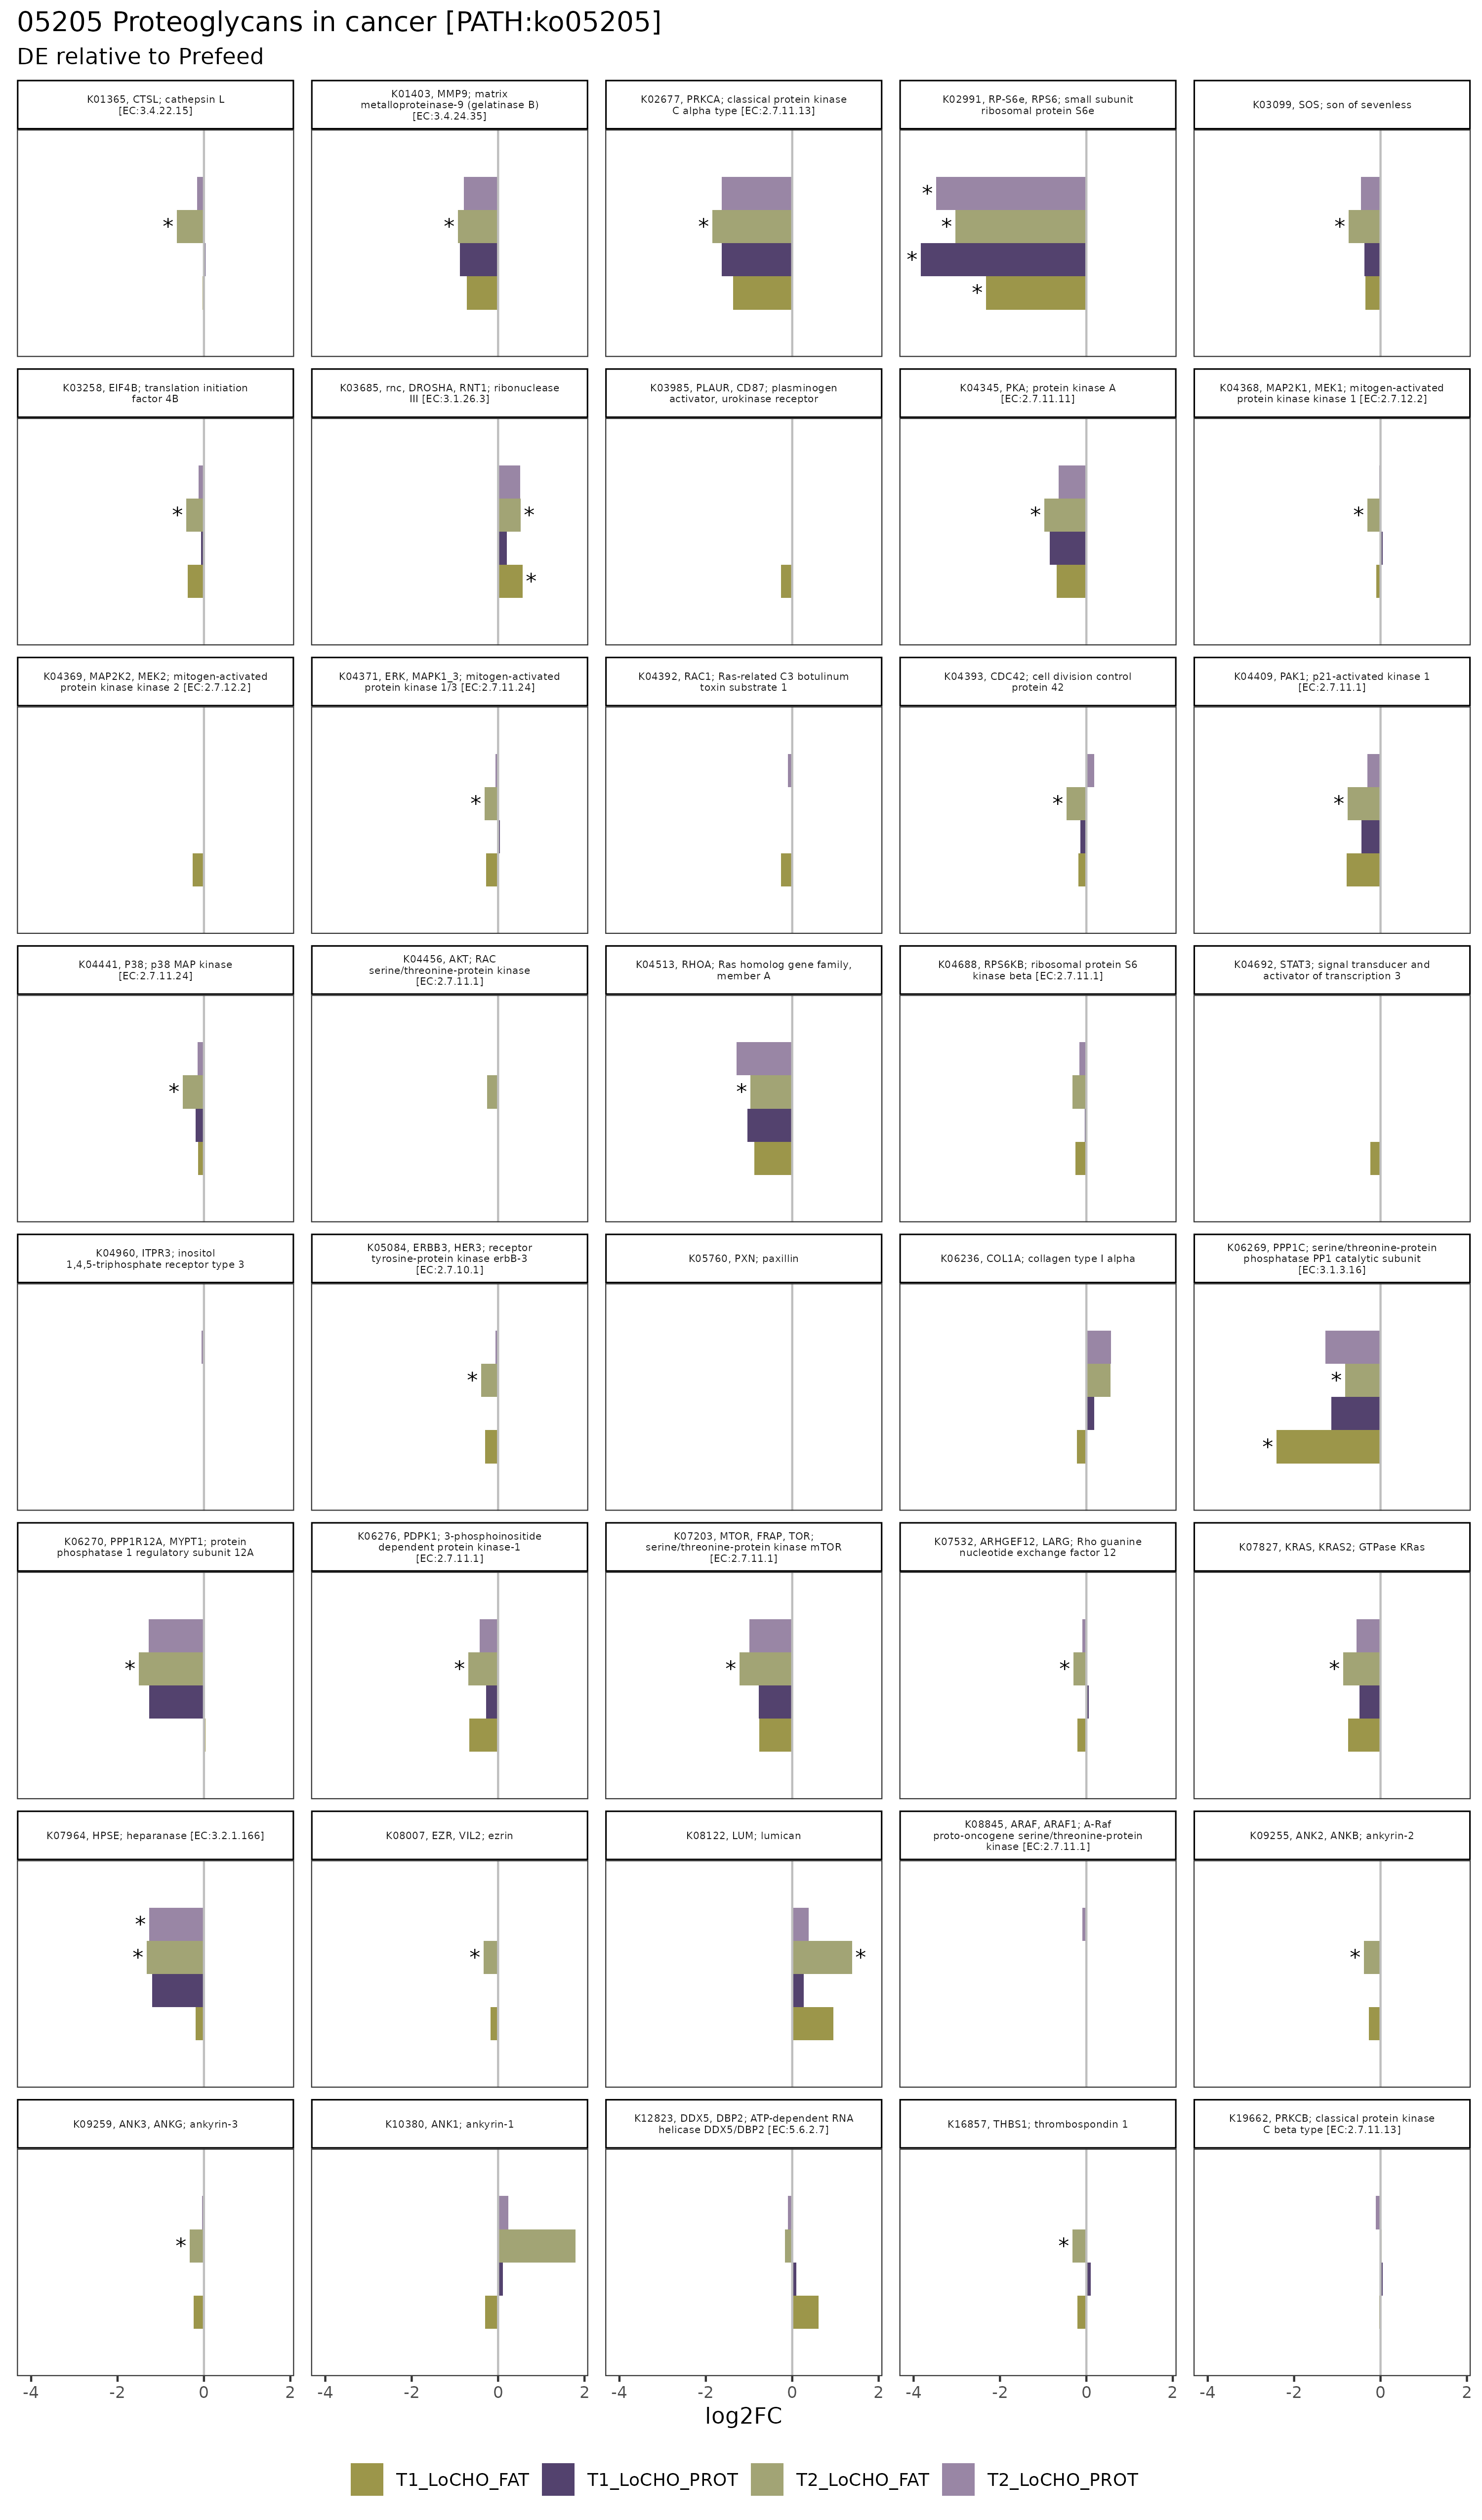 05205 Proteoglycans in cancer [PATH:ko05205]
DE relative to Prefeed
K01365, CTSL; cathepsin L
[EC:3.4.22.15]
K01403, MMP9; matrix
metalloproteinase-9 (gelatinase B)
[EC:3.4.24.35]
K02677, PRKCA; classical protein kinase
C alpha type [EC:2.7.11.13]
K02991, RP-S6e, RPS6; small subunit
ribosomal protein S6e
K03099, SOS; son of sevenless
*
*
*
*
*
*
*
*
K03258, EIF4B; translation initiation
factor 4B
K03685, rnc, DROSHA, RNT1; ribonuclease
III [EC:3.1.26.3]
K03985, PLAUR, CD87; plasminogen
activator, urokinase receptor
K04345, PKA; protein kinase A
[EC:2.7.11.11]
K04368, MAP2K1, MEK1; mitogen-activated
protein kinase kinase 1 [EC:2.7.12.2]
*
*
*
*
*
K04369, MAP2K2, MEK2; mitogen-activated
protein kinase kinase 2 [EC:2.7.12.2]
K04371, ERK, MAPK1_3; mitogen-activated
protein kinase 1/3 [EC:2.7.11.24]
K04392, RAC1; Ras-related C3 botulinum
toxin substrate 1
K04393, CDC42; cell division control
protein 42
K04409, PAK1; p21-activated kinase 1
[EC:2.7.11.1]
*
*
*
K04441, P38; p38 MAP kinase
[EC:2.7.11.24]
K04456, AKT; RAC
serine/threonine-protein kinase
[EC:2.7.11.1]
K04513, RHOA; Ras homolog gene family,
member A
K04688, RPS6KB; ribosomal protein S6
kinase beta [EC:2.7.11.1]
K04692, STAT3; signal transducer and
activator of transcription 3
*
*
K04960, ITPR3; inositol
1,4,5-triphosphate receptor type 3
K05084, ERBB3, HER3; receptor
tyrosine-protein kinase erbB-3
[EC:2.7.10.1]
K05760, PXN; paxillin
K06236, COL1A; collagen type I alpha
K06269, PPP1C; serine/threonine-protein
phosphatase PP1 catalytic subunit
[EC:3.1.3.16]
*
*
*
K06270, PPP1R12A, MYPT1; protein
phosphatase 1 regulatory subunit 12A
K06276, PDPK1; 3-phosphoinositide
dependent protein kinase-1
[EC:2.7.11.1]
K07203, MTOR, FRAP, TOR;
serine/threonine-protein kinase mTOR
[EC:2.7.11.1]
K07532, ARHGEF12, LARG; Rho guanine
nucleotide exchange factor 12
K07827, KRAS, KRAS2; GTPase KRas
*
*
*
*
*
K07964, HPSE; heparanase [EC:3.2.1.166]
K08007, EZR, VIL2; ezrin
K08122, LUM; lumican
K08845, ARAF, ARAF1; A-Raf
proto-oncogene serine/threonine-protein
kinase [EC:2.7.11.1]
K09255, ANK2, ANKB; ankyrin-2
*
*
*
*
*
K09259, ANK3, ANKG; ankyrin-3
K10380, ANK1; ankyrin-1
K12823, DDX5, DBP2; ATP-dependent RNA
helicase DDX5/DBP2 [EC:5.6.2.7]
K16857, THBS1; thrombospondin 1
K19662, PRKCB; classical protein kinase
C beta type [EC:2.7.11.13]
*
*
-4 -2 0 2 -4 -2 0 2 -4 -2 0 2 -4 -2 0 2 -4 -2 0 2
log2FC
T1_LoCHO_FAT T1_LoCHO_PROT T2_LoCHO_FAT T2_LoCHO_PROT